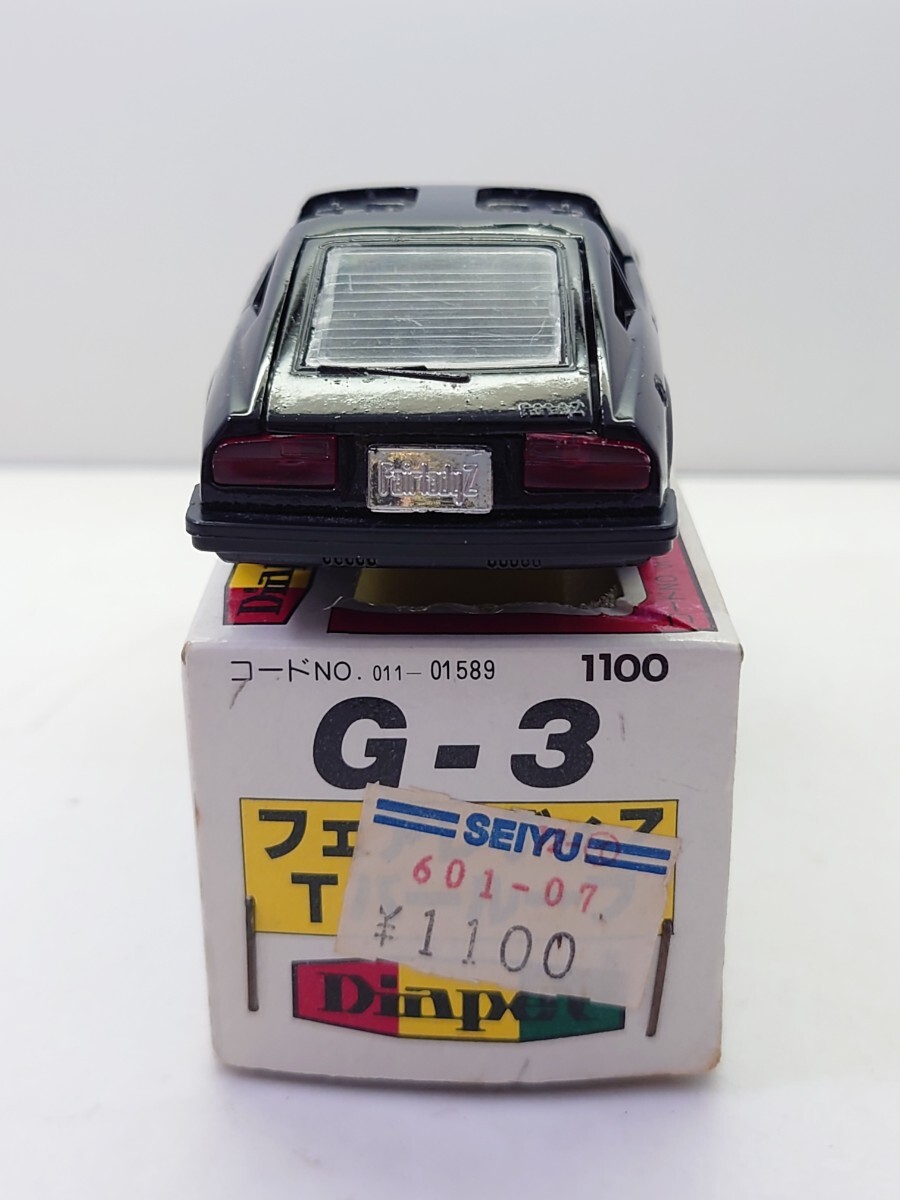 FairladyZ
コードNO. 011-01589
1100
G-3
フェ
T
SEIYU
601-07
¥1100
Diapet